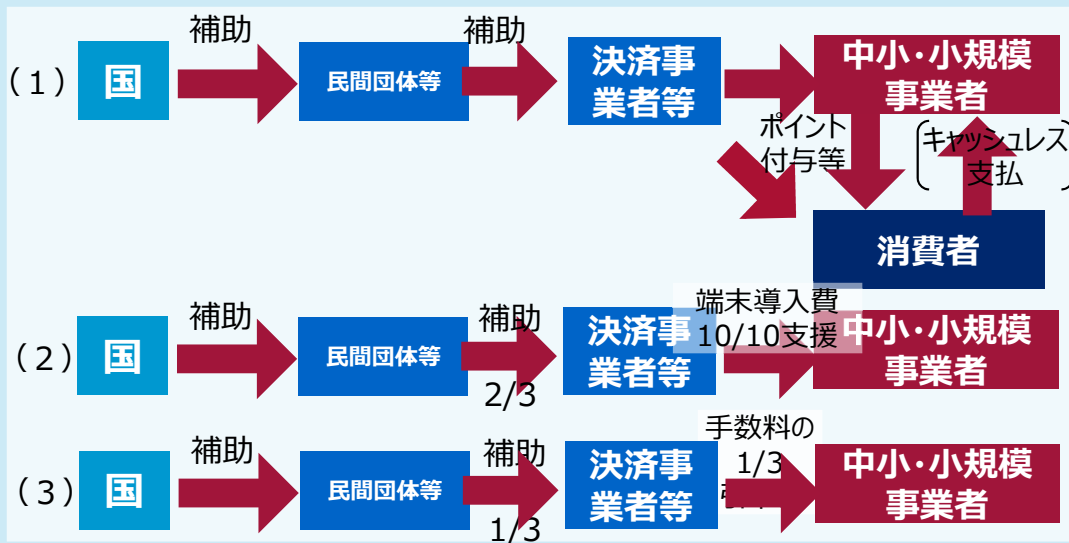 補助
補助
(1)
国
民間団体等
決済事
業者等
中小・小規模
事業者
ポイント
付与等
キャッシュレス
支払
消費者
補助
補助
端末導入費
10/10支援
(2)
国
民間団体等
2/3
決済事
業者等
中小・小規模
事業者
補助
補助
手数料の
1/3
(3)
国
民間団体等
1/3
決済事
業者等
中小・小規模
事業者